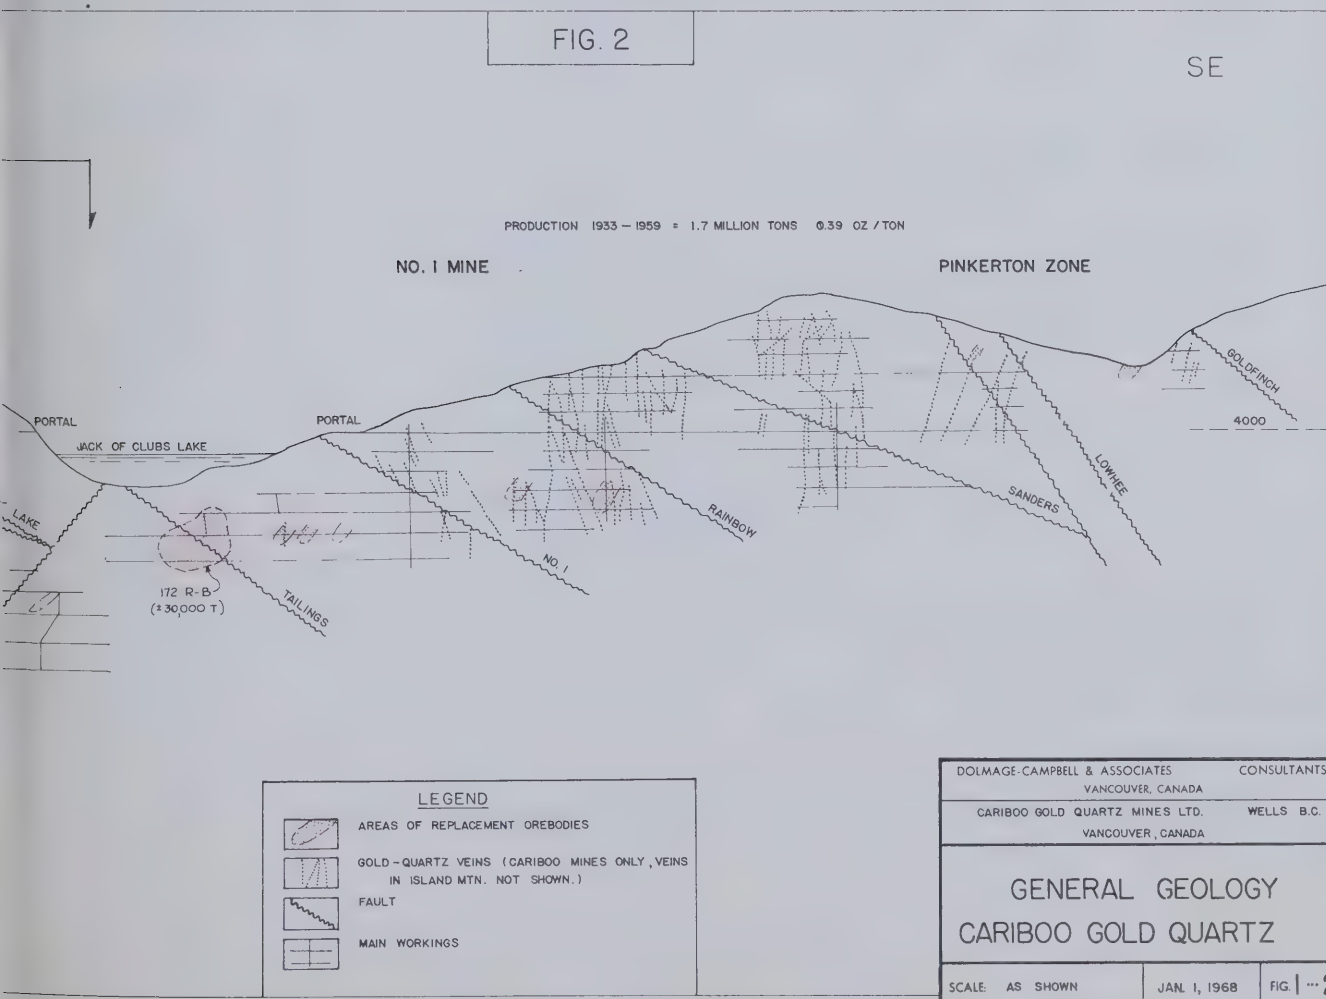 FIG. 2
SE
PRODUCTION 1933 – 1959 = 1.7 MILLION TONS 0.39 OZ / TON
NO. 1 MINE
PINKERTON ZONE
GOLDFINCH
4000
PORTAL
PORTAL
JACK OF CLUBS LAKE
LAKE
LOWHEE
SANDERS
RAINBOW
NO. 1
172 R-B
(±30,000 T)
TAILINGS
LEGEND
AREAS OF REPLACEMENT OREBODIES
GOLD-QUARTZ VEINS (CARIBOO MINES ONLY, VEINS
IN ISLAND MTN. NOT SHOWN.)
FAULT
MAIN WORKINGS
DOLMAGE-CAMPBELL & ASSOCIATES CONSULTANTS
VANCOUVER, CANADA
CARIBOO GOLD QUARTZ MINES LTD. WELLS B.C.
VANCOUVER, CANADA
GENERAL GEOLOGY
CARIBOO GOLD QUARTZ
SCALE: AS SHOWN JAN. 1, 1968 FIG.